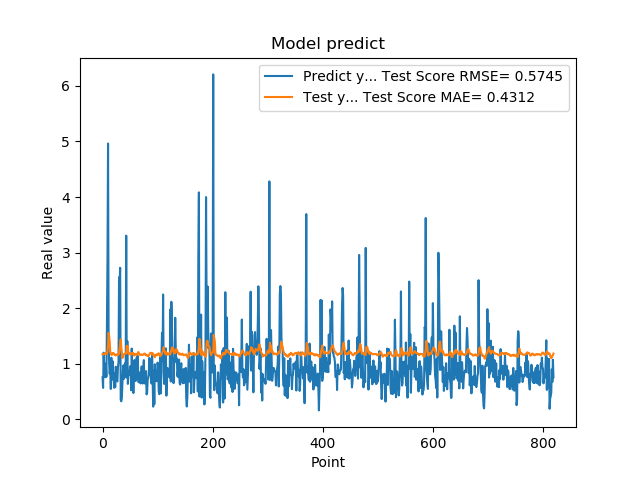 Model predict
Predict y... Test Score RMSE= 0.5745
Test y... Test Score MAE= 0.4312
Real value
6
5
4
3
2
1
0
0 200 400 600 800
Point